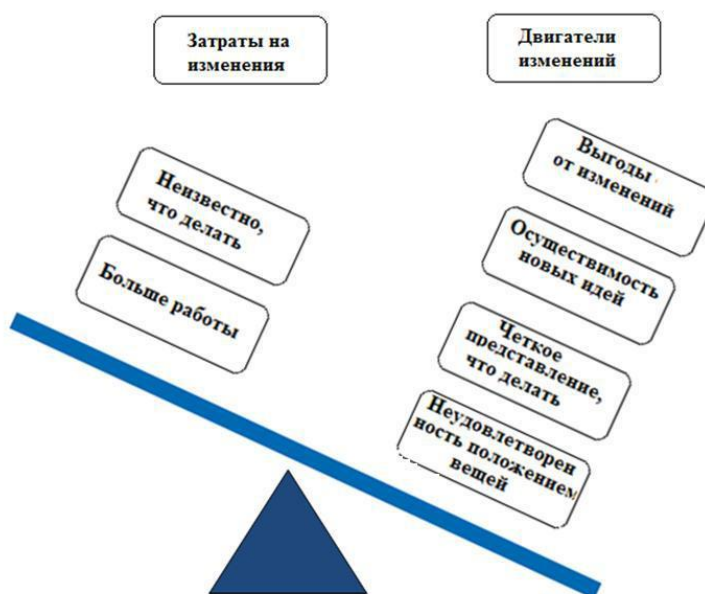 Затраты на
изменения
Двигатели
изменений
Неизвестно,
что делать
Больше работы
Выгоды
от изменений
Осуществимость
новых идей
Четкое
представление,
что делать
Неудовлетворен
ность положением
вещей